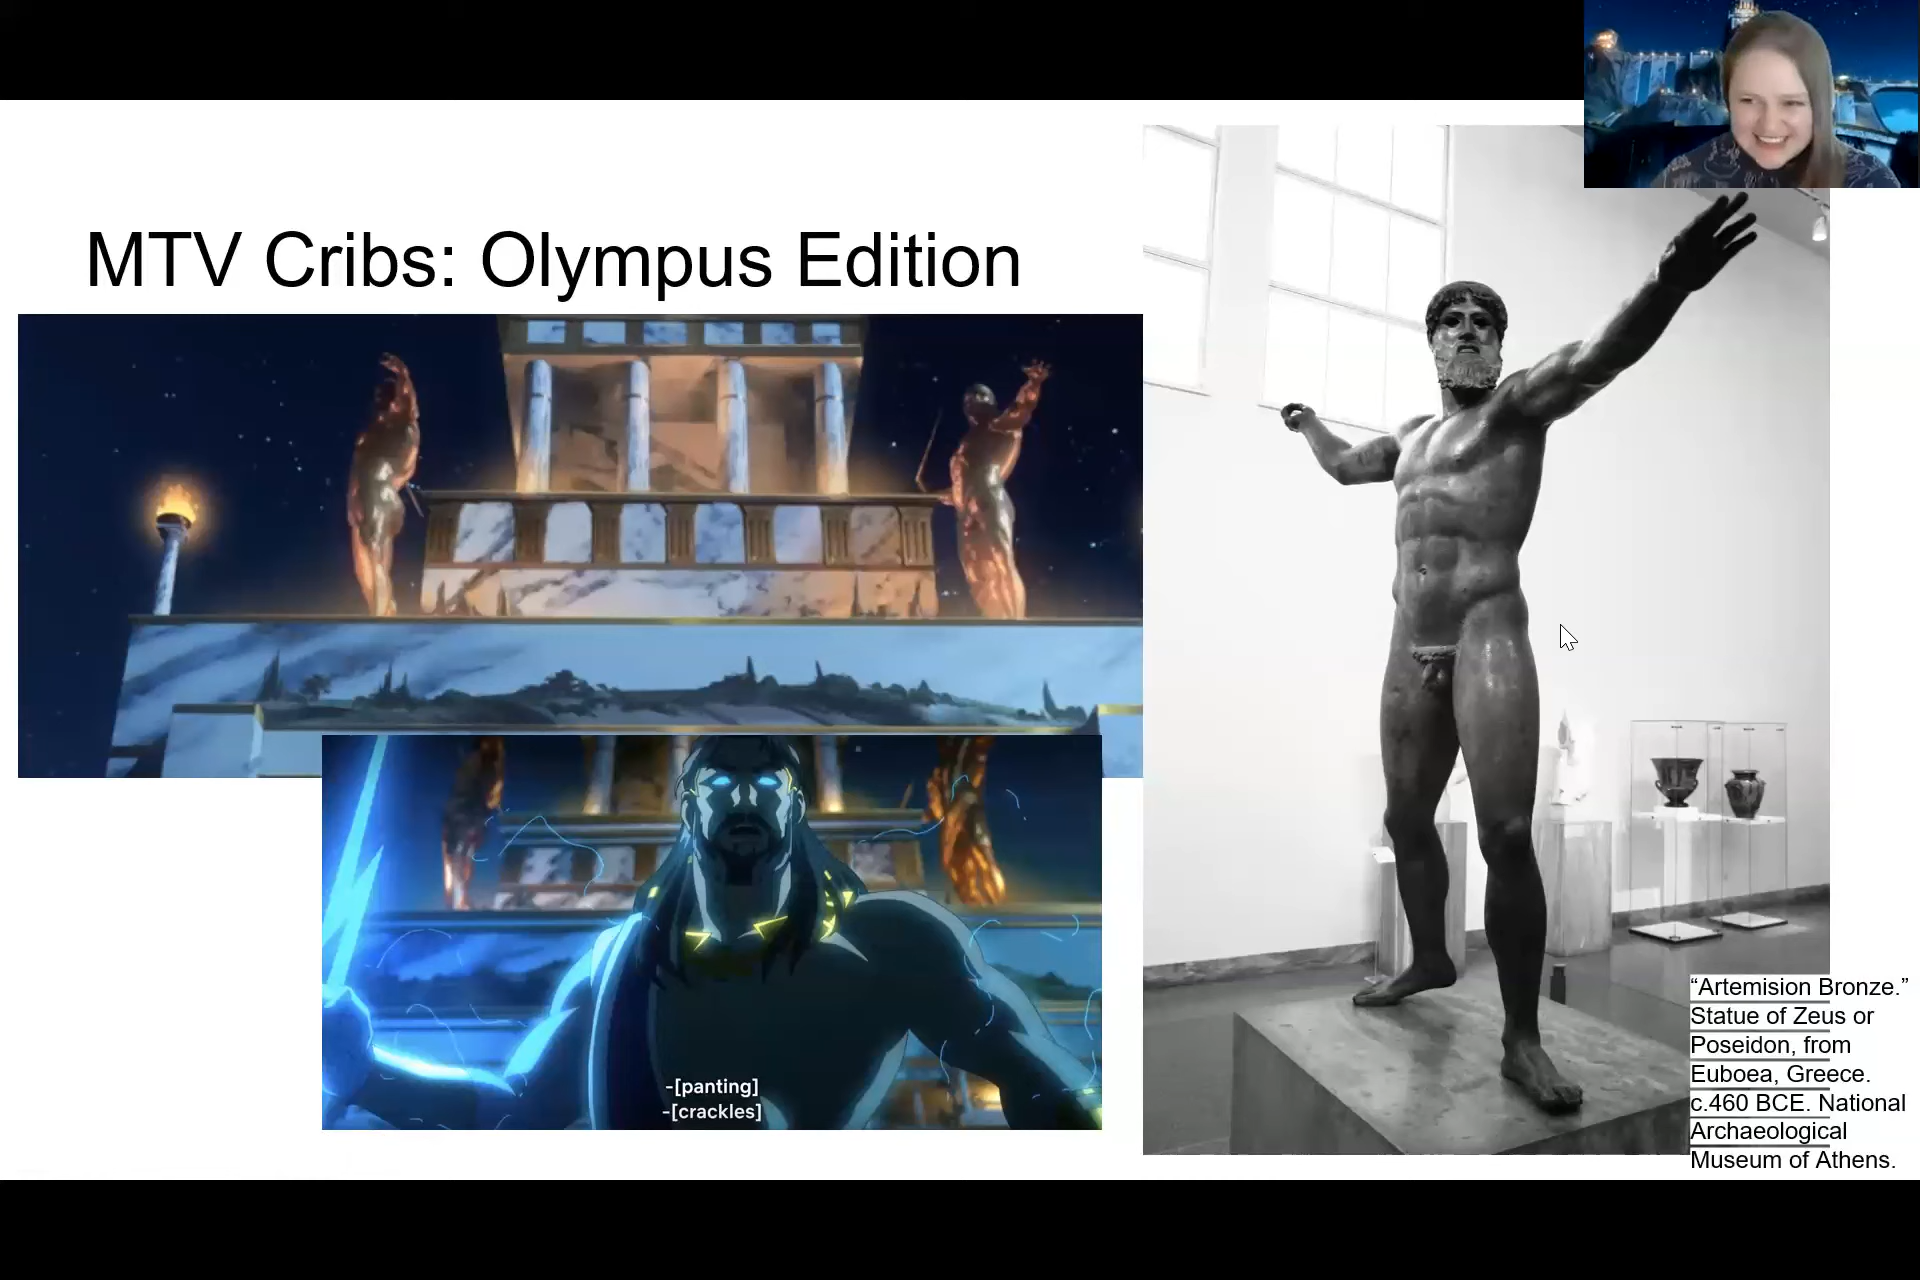 MTV Cribs: Olympus Edition
-[panting]
-[crackles]
“Artemision Bronze.”
Statue of Zeus or
Poseidon, from
Euboea, Greece.
c.460 BCE. National
Archaeological
Museum of Athens.